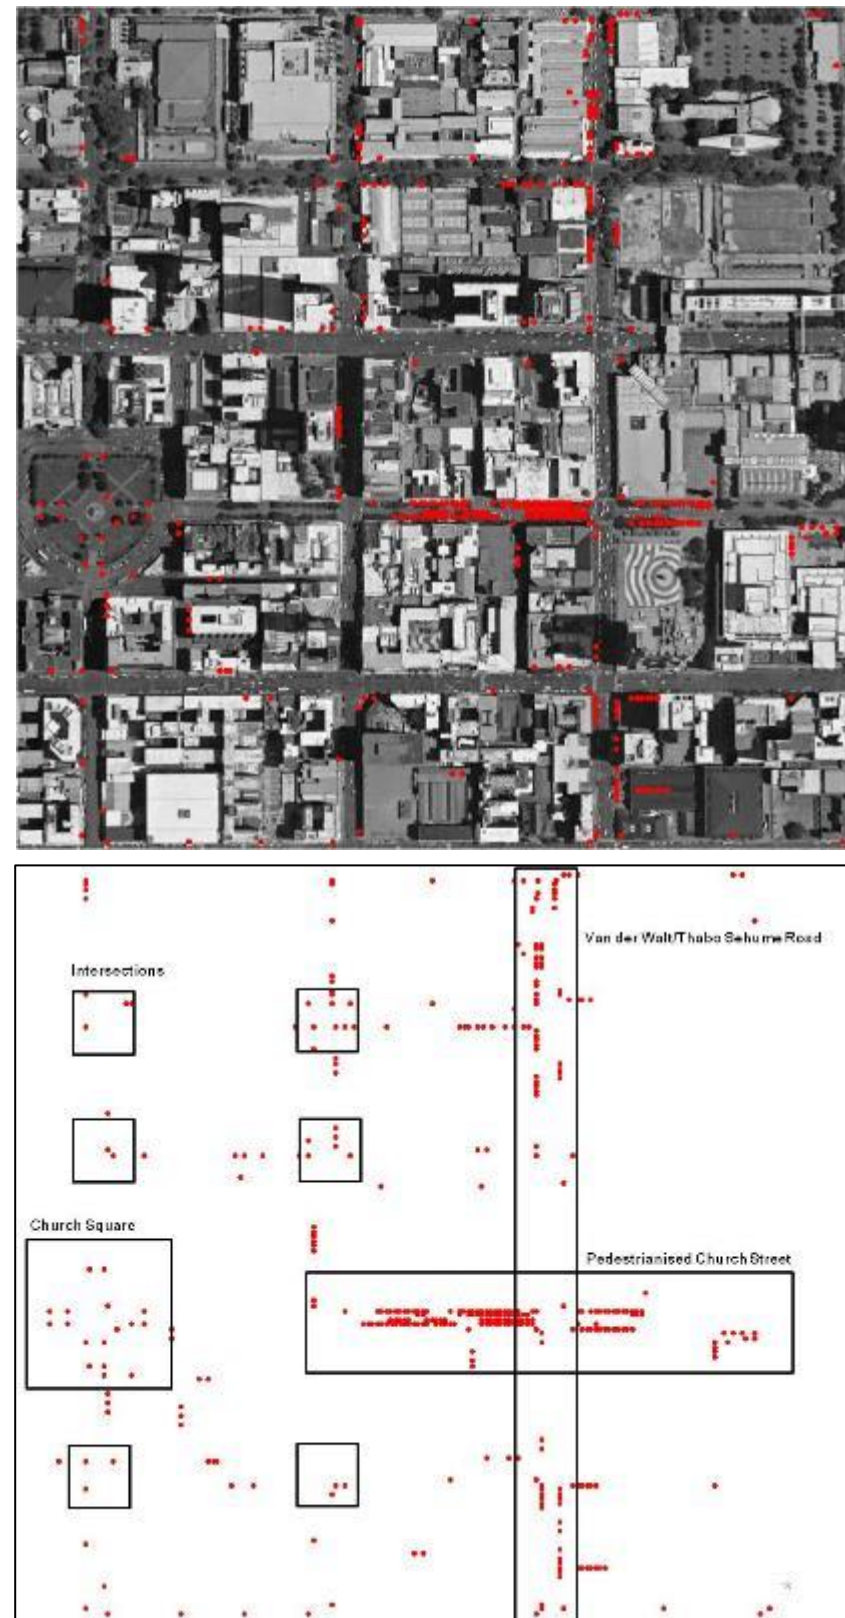 Van der Walt/Thabo Sehume Road
Intersections
Church Square
Pedestrianised Church Street